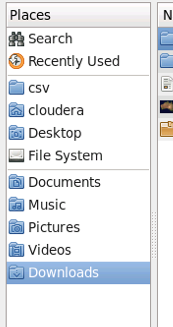 Places
N
Search
Recently Used
csv
cloudera
Desktop
File System
Documents
Music
Pictures
Videos
Downloads